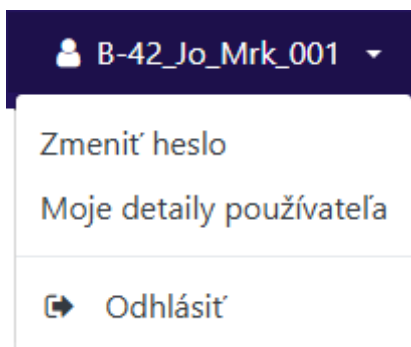 B-42_Jo_Mrk_001
Zmeniť heslo
Moje detaily používateľa
Odhlásiť